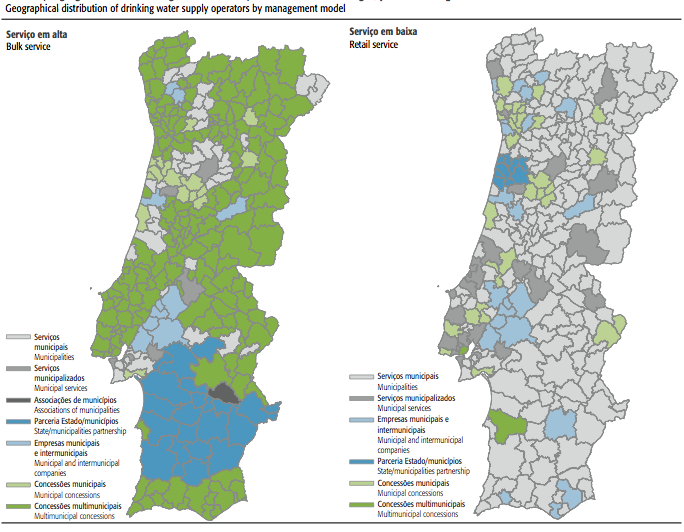 Geographical distribution of drinking water supply operators by management model
Serviço em alta
Bulk service
Serviços
municipais
Municipalities
Serviços
municipalizados
Municipal services
Associações de municípios
Associations of municipalities
Parceria Estado/municípios
State/municipalities partnership
Empresas municipais
e intermunicipais
Municipal and intermunicipal
companies
Concessões municipais
Municipal concessions
Concessões multimunicipais
Multimunicipal concessions
Serviço em baixa
Retail service
Serviços municipais
Municipalities
Serviços municipalizados
Municipal services
Empresas municipais e
intermunicipais
Municipal and intermunicipal
companies
Parceria Estado/municípios
State/municipalities partnership
Concessões municipais
Municipal concessions
Concessões multimunicipais
Multimunicipal concessions